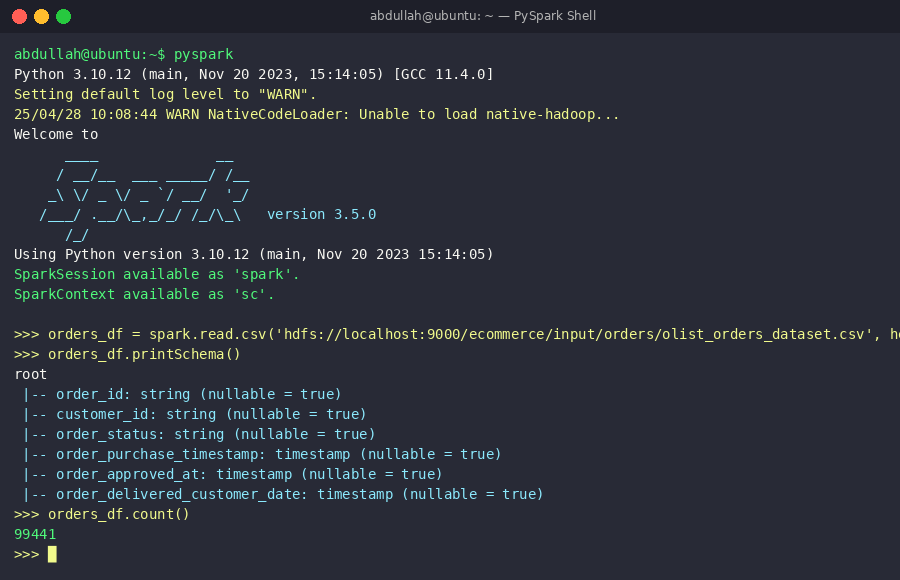 abdullah@ubuntu: ~ — PySpark Shell
abdullah@ubuntu:~$ pyspark
Python 3.10.12 (main, Nov 20 2023, 15:14:05) [GCC 11.4.0]
Setting default log level to "WARN".
25/04/28 10:08:44 WARN NativeCodeLoader: Unable to load native-hadoop...
Welcome to
      ____              __
     / __/__  ___ _____/ /__
    _\ \/ _ \/ _ `/ __/  '_/
   /___/ .__/\_,_/_/ /_/\_\   version 3.5.0
      /_/
Using Python version 3.10.12 (main, Nov 20 2023 15:14:05)
SparkSession available as 'spark'.
SparkContext available as 'sc'.
>>> orders_df = spark.read.csv('hdfs://localhost:9000/ecommerce/input/orders/olist_orders_dataset.csv', he
>>> orders_df.printSchema()
root
 |-- order_id: string (nullable = true)
 |-- customer_id: string (nullable = true)
 |-- order_status: string (nullable = true)
 |-- order_purchase_timestamp: timestamp (nullable = true)
 |-- order_approved_at: timestamp (nullable = true)
 |-- order_delivered_customer_date: timestamp (nullable = true)
>>> orders_df.count()
99441
>>>